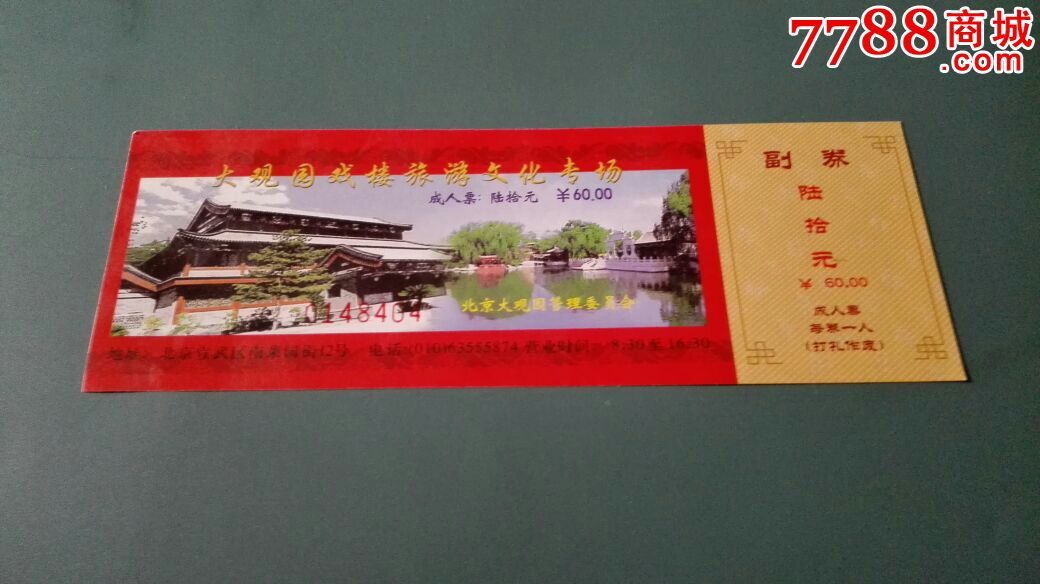 7788商城
.com.cn
大观园戏楼旅游文化专场
成人票: 陆拾元 ¥60.00
北京大观园管理委员会
0148404
地址: 北京宣武区南菜园街12号 电话:(010)63585874 营业时间: 8:30至16:30
副券
陆
拾
元
¥ 60.00
成人票
每票一人
(打孔作废)